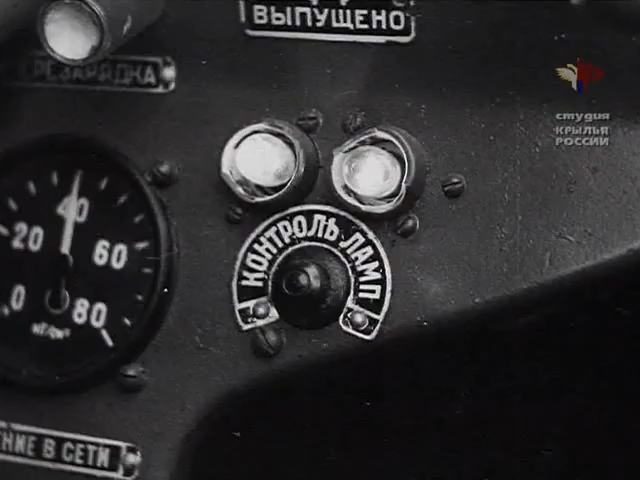 ВЫПУЩЕНО
студия
КРЫЛЬЯ
РОССИИ
РЕЗАРЯДКА
КОНТРОЛЬ ЛАМП
0 20 40 60 80
НИЕ В СЕТИ